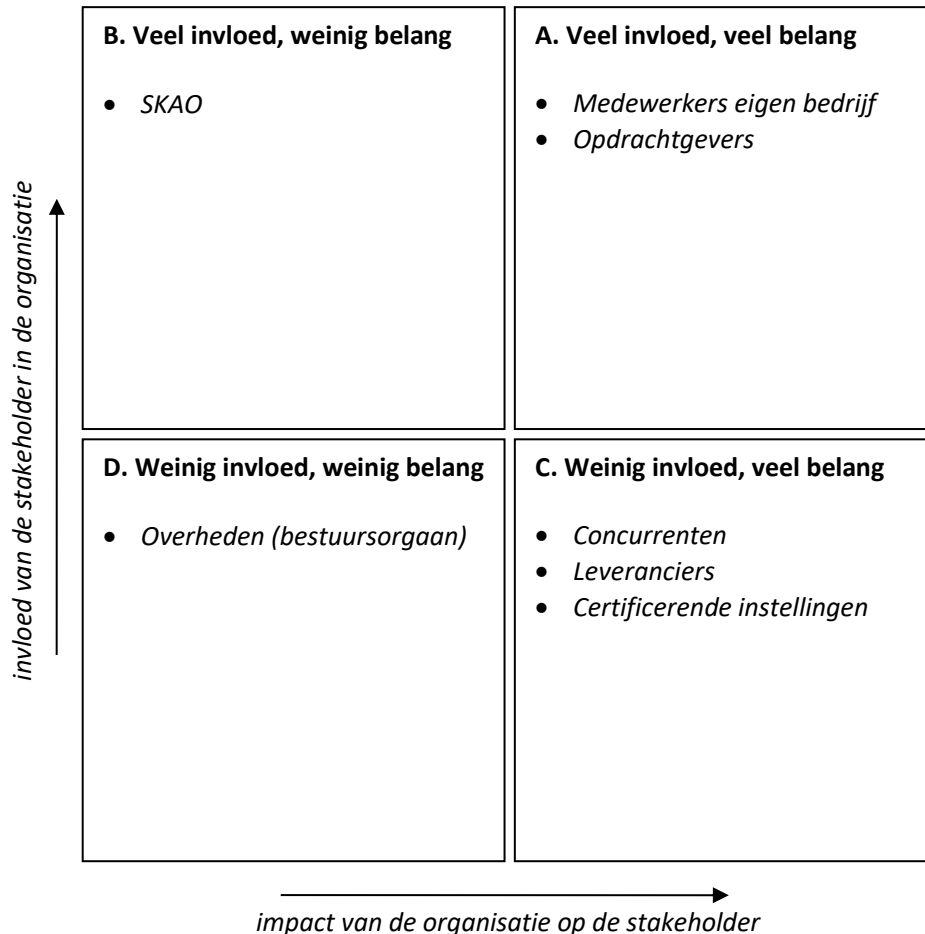 B. Veel invloed, weinig belang
• SKAO
A. Veel invloed, veel belang
• Medewerkers eigen bedrijf
• Opdrachtgevers
invloed van de stakeholder in de organisatie
D. Weinig invloed, weinig belang
• Overheden (bestuursorgaan)
C. Weinig invloed, veel belang
• Concurrenten
• Leveranciers
• Certificerende instellingen
impact van de organisatie op de stakeholder